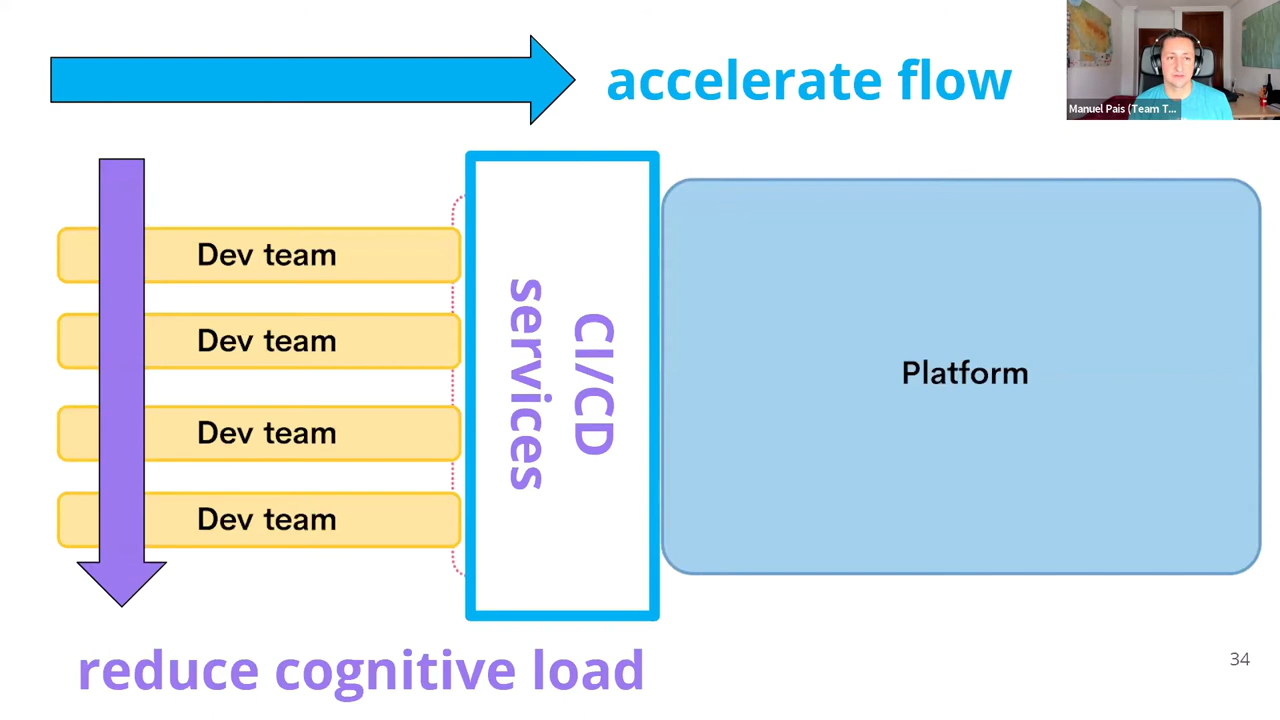 accelerate flow
Manuel Pais (Team T...
Dev team
Dev team
Dev team
Dev team
CI/CD
services
Platform
reduce cognitive load
34